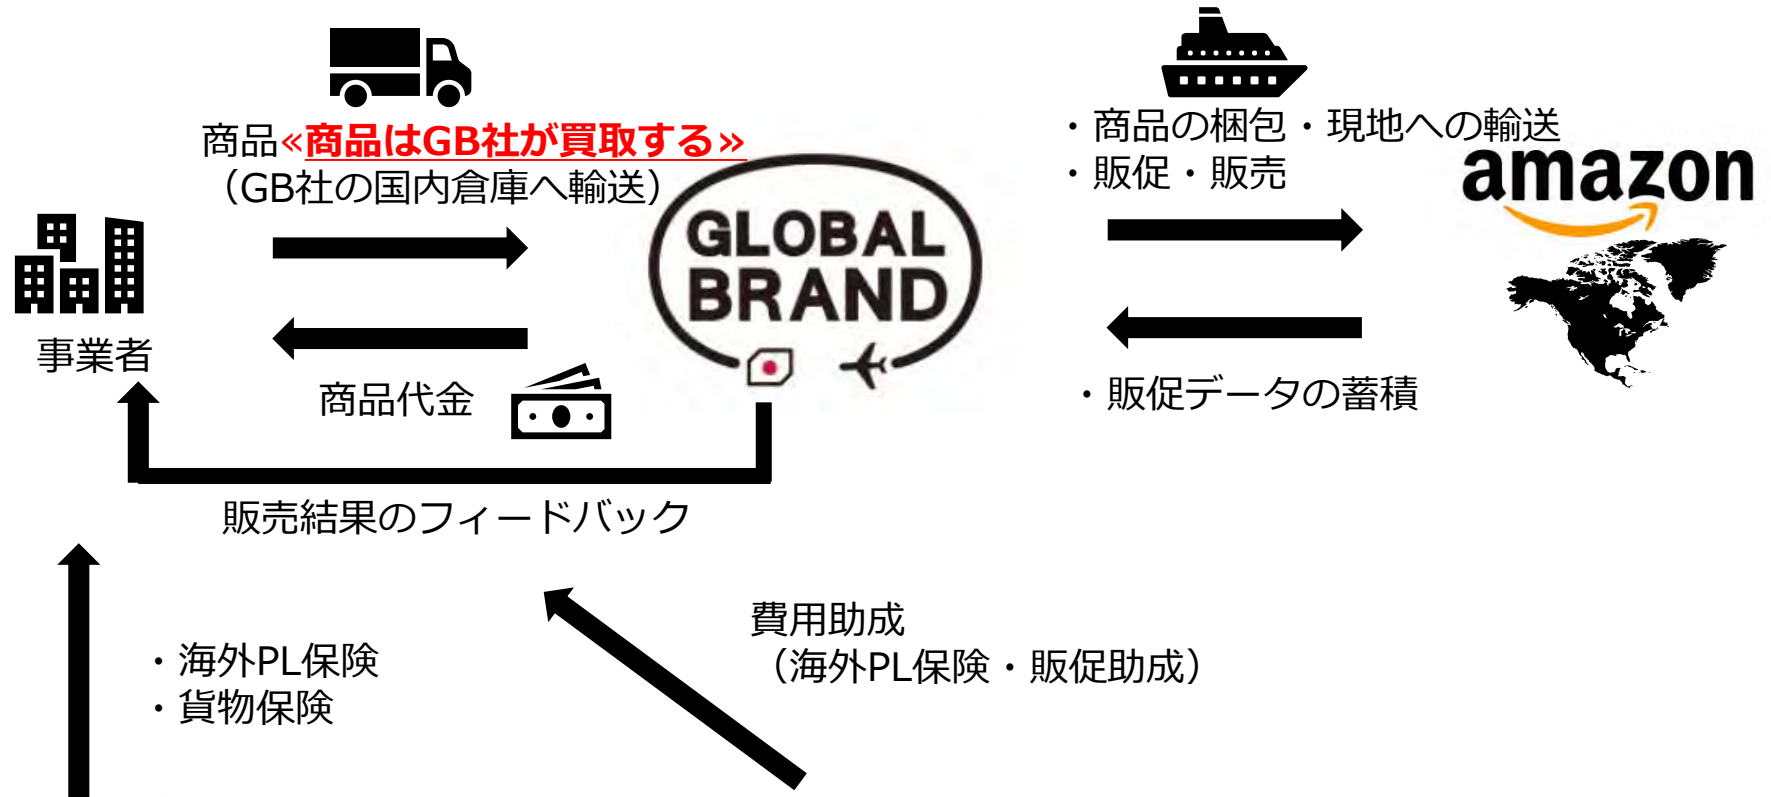 商品«商品はGB社が買取する»
（GB社の国内倉庫へ輸送）
・商品の梱包・現地への輸送
・販促・販売
amazon
GLOBAL
BRAND
事業者
商品代金
・販促データの蓄積
販売結果のフィードバック
費用助成
（海外PL保険・販促助成）
・海外PL保険
・貨物保険